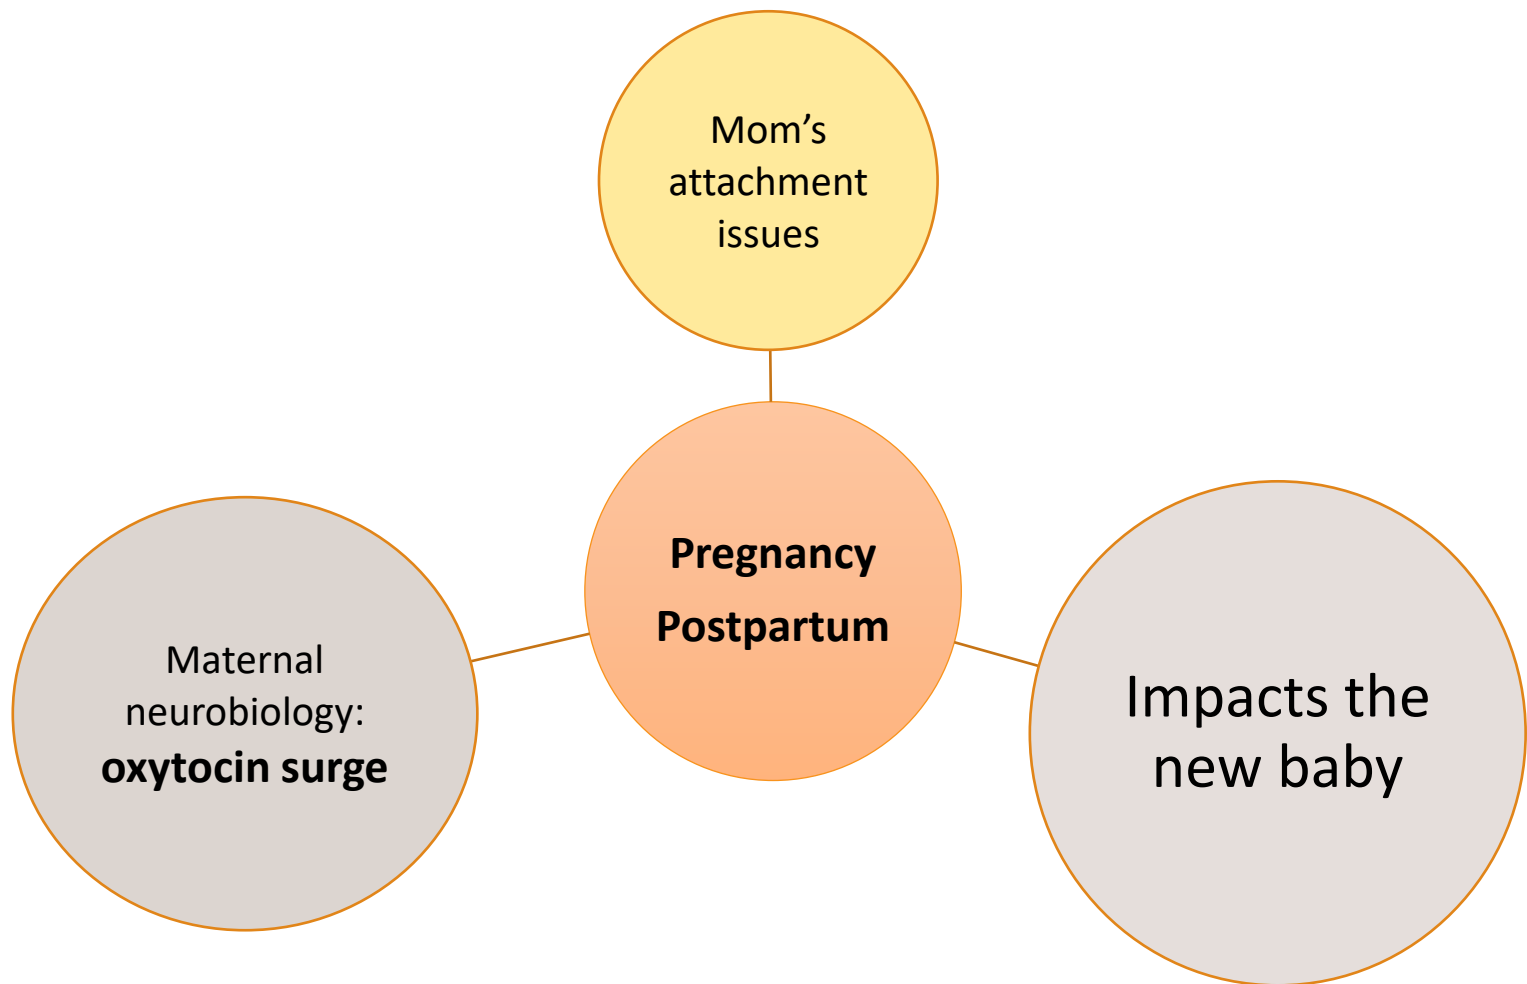 Mom’s
attachment
issues
Pregnancy
Postpartum
Maternal
neurobiology:
oxytocin surge
Impacts the
new baby